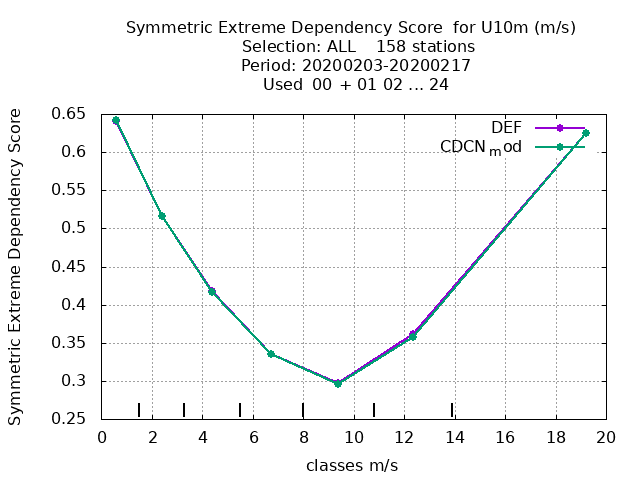 Symmetric Extreme Dependency Score for U10m (m/s)
Selection: ALL 158 stations
Period: 20200203-20200217
Used 00 + 01 02 ... 24
DEF
CDCNmod
Symmetric Extreme Dependency Score
0.65
0.6
0.55
0.5
0.45
0.4
0.35
0.3
0.25
0 2 4 6 8 10 12 14 16 18 20
classes m/s